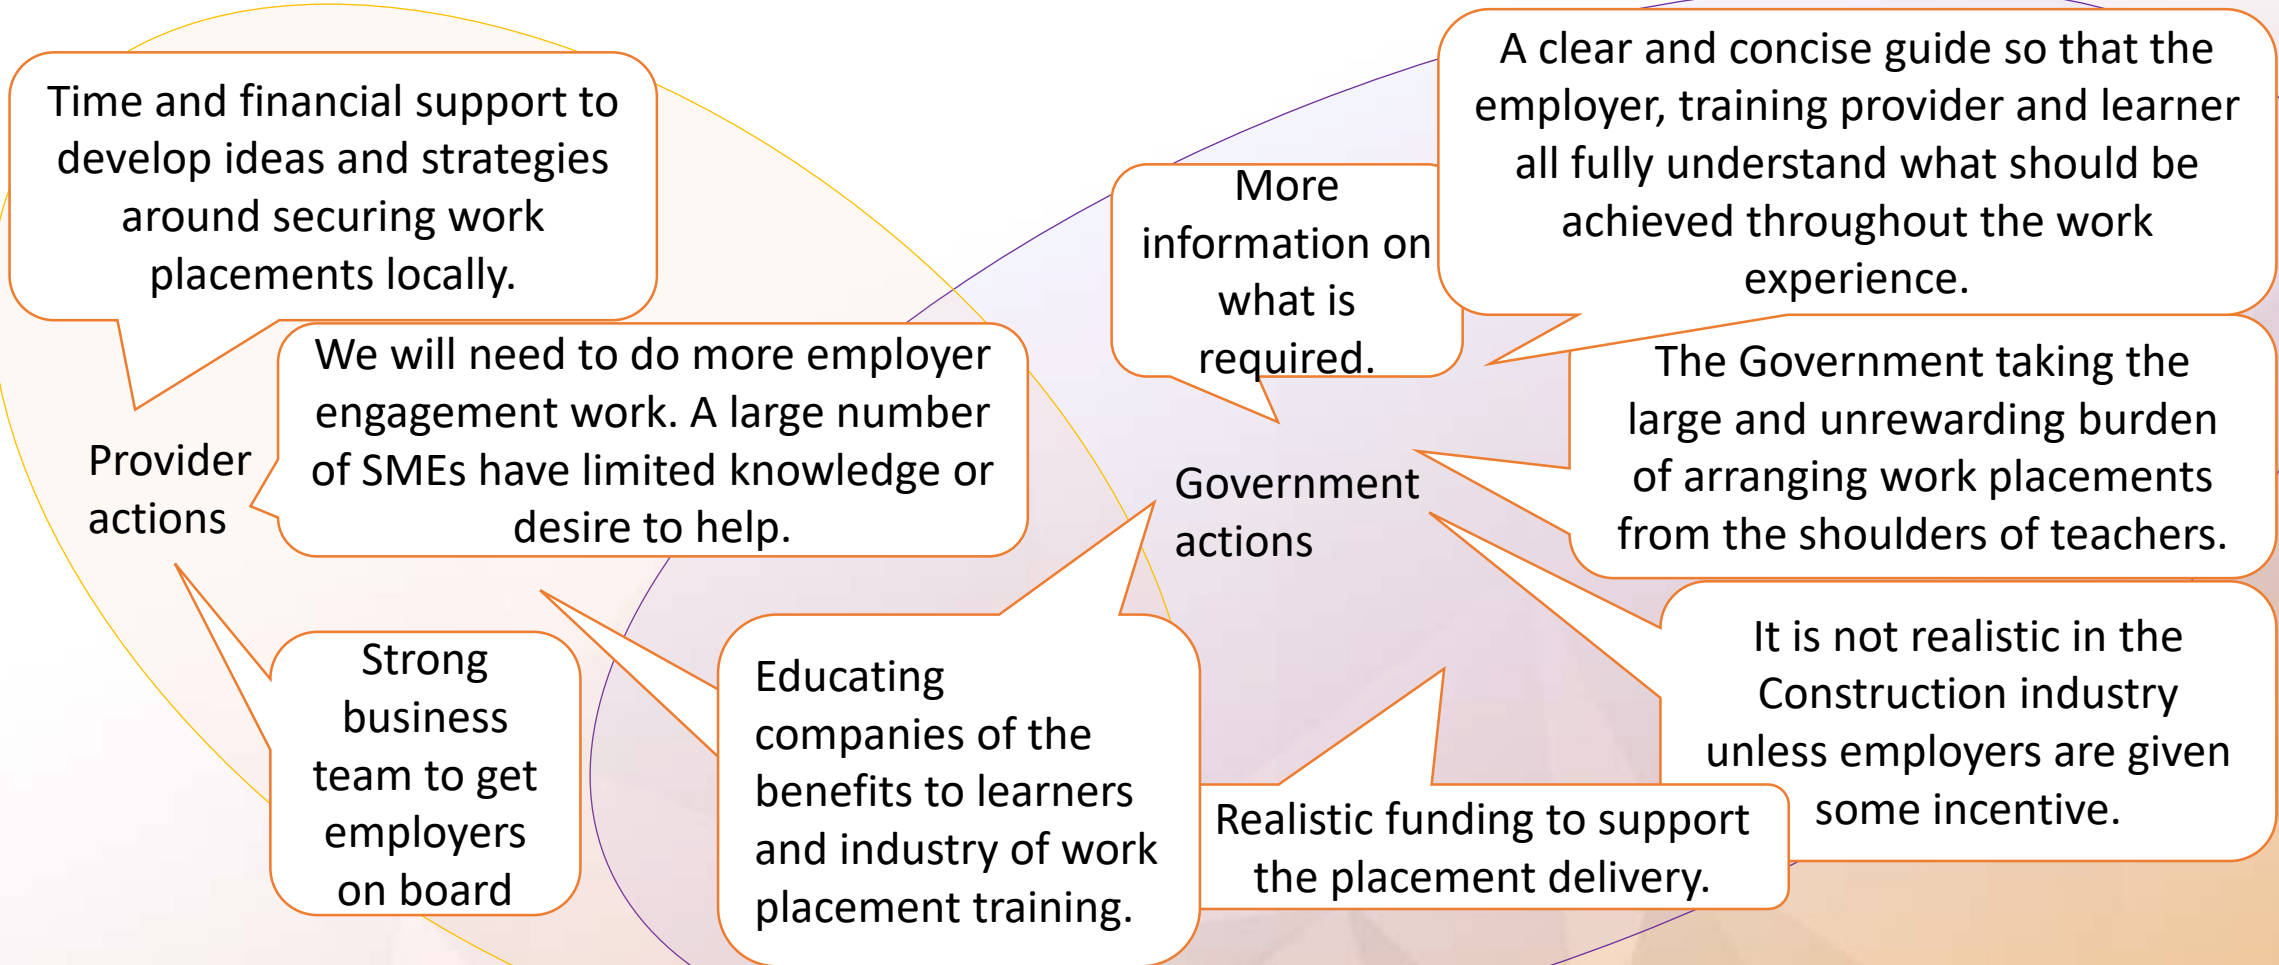 Time and financial support to
develop ideas and strategies
around securing work
placements locally.
We will need to do more employer
engagement work. A large number
of SMEs have limited knowledge or
desire to help.
Provider
actions
Strong
business
team to get
employers
on board
Educating
companies of the
benefits to learners
and industry of work
placement training.
More
information on
what is
required.
A clear and concise guide so that the
employer, training provider and learner
all fully understand what should be
achieved throughout the work
experience.
Government
actions
The Government taking the
large and unrewarding burden
of arranging work placements
from the shoulders of teachers.
It is not realistic in the
Construction industry
unless employers are given
some incentive.
Realistic funding to support
the placement delivery.